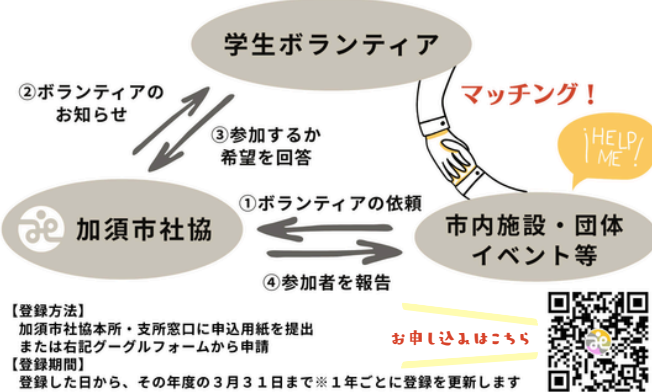 学生ボランティア
②ボランティアの
お知らせ
マッチング！
③参加するか
希望を回答
¡HELP
ME!
①ボランティアの依頼
加須市社協
市内施設・団体
イベント等
④参加者を報告
【登録方法】
加須市社協本所・支所窓口に申込用紙を提出
または右記グーグルフォームから申請
お申し込みはこちら
【登録期間】
登録した日から、その年度の３月３１日まで※１年ごとに登録を更新します